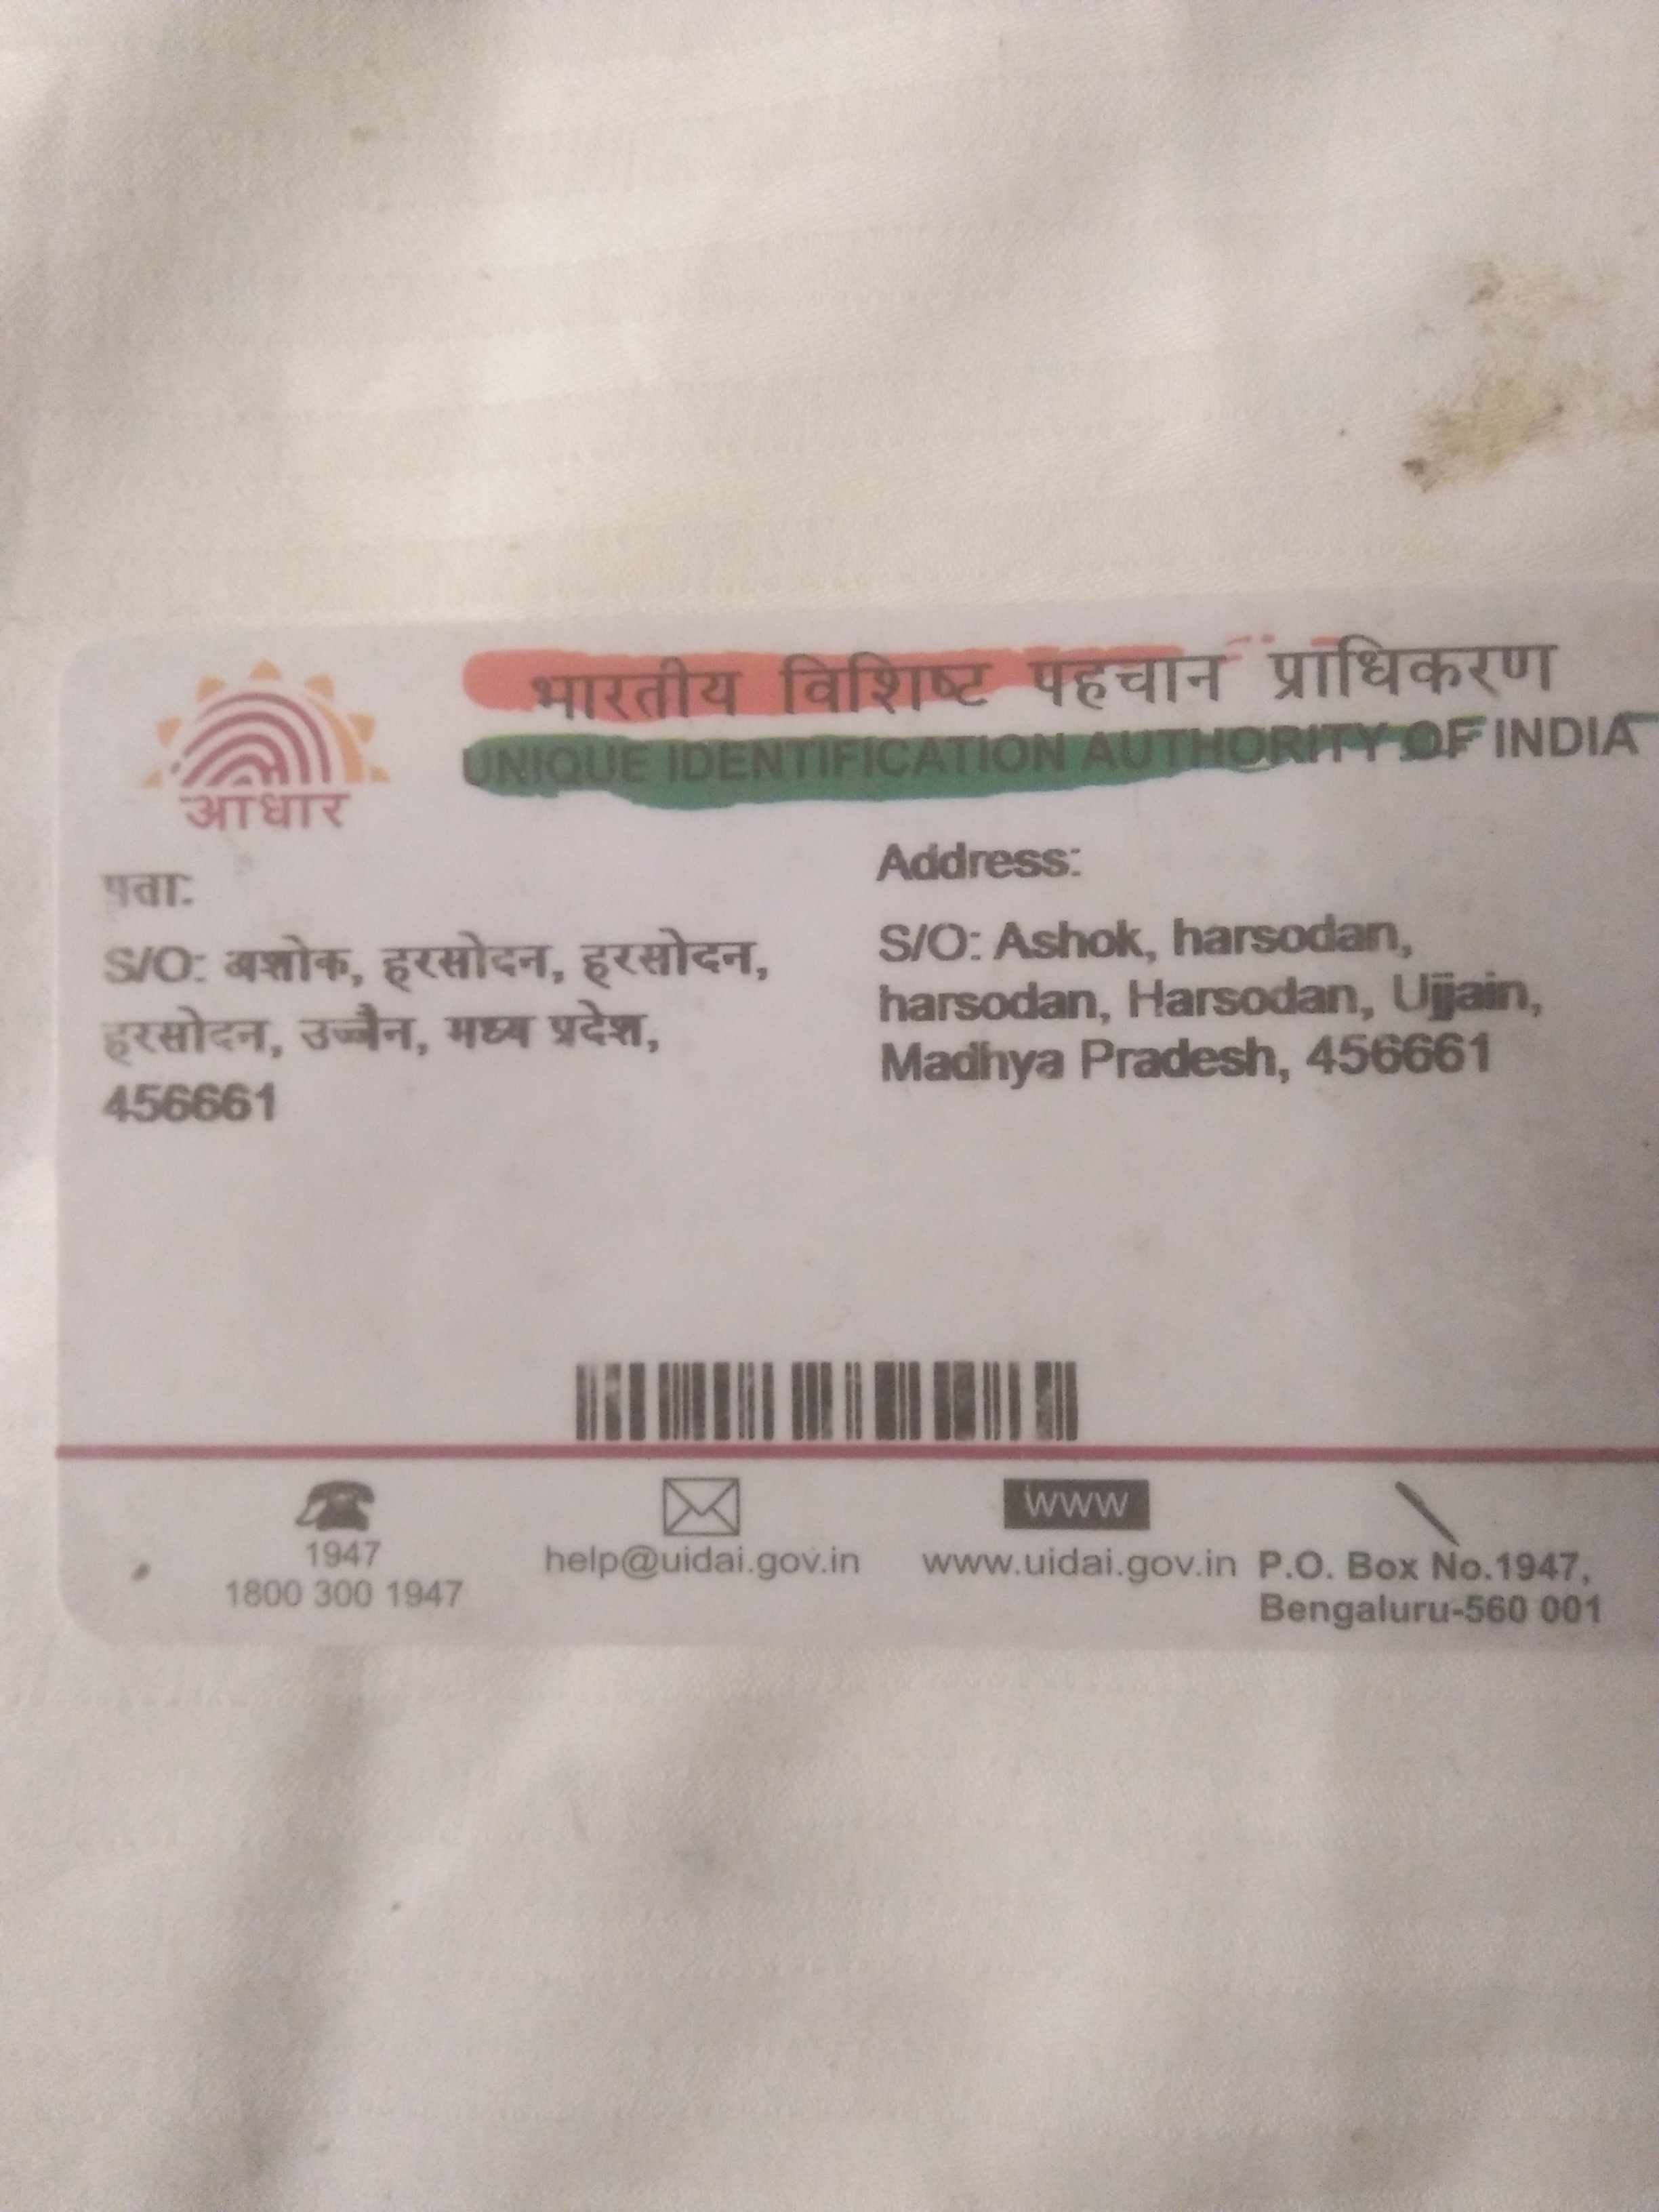 भारतीय विशिष्ट पहचान प्राधिकरण
UNIQUE IDENTIFICATION AUTHORITY OF INDIA
आधार
पता:
S/O: अशोक, हरसोदन, हरसोदन,
हरसोदन, उज्जैन, मध्य प्रदेश,
456661
Address:
S/O: Ashok, harsodan,
harsodan, Harsodan, Ujjain,
Madhya Pradesh, 456661
1947
1800 300 1947
help@uidai.gov.in
WWW
www.uidai.gov.in
P.O. Box No.1947,
Bengaluru-560 001